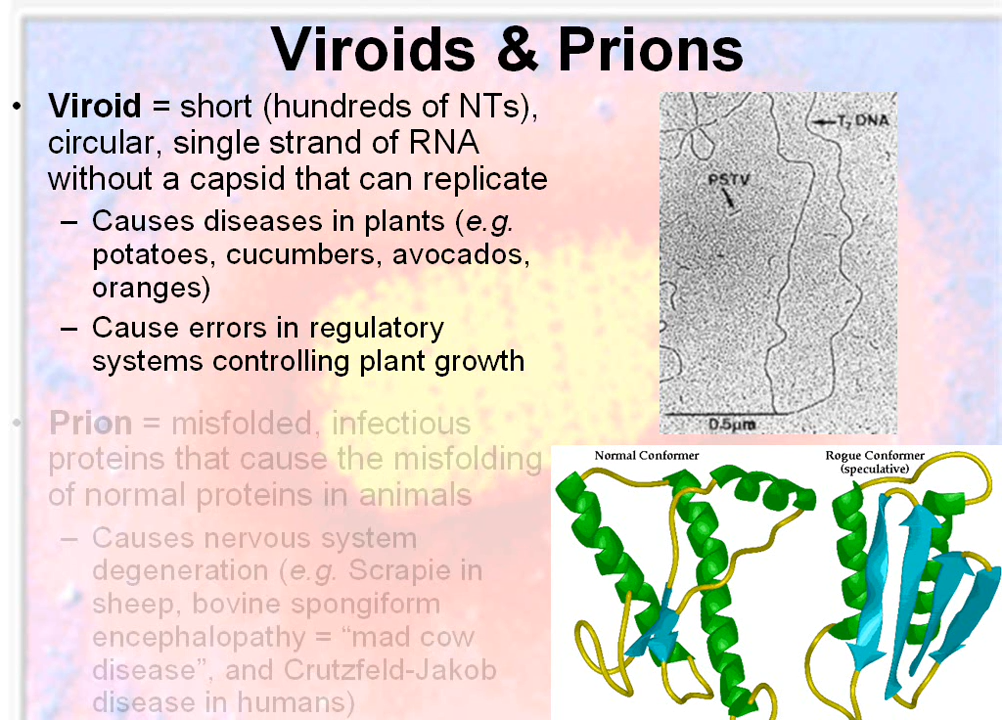 Viroids & Prions
• Viroid = short (hundreds of NTs),
circular, single strand of RNA
without a capsid that can replicate
– Causes diseases in plants (e.g.
potatoes, cucumbers, avocados,
oranges)
– Cause errors in regulatory
systems controlling plant growth
• Prion = misfolded, infectious
proteins that cause the misfolding
of normal proteins in animals
– Causes nervous system
degeneration (e.g. Scrapie in
sheep, bovine spongiform
encephalopathy = “mad cow
disease”, and Crutzfeld-Jakob
disease in humans)
T7 DNA
PSTV
0.5µm
Normal Conformer
Rogue Conformer
(speculative)